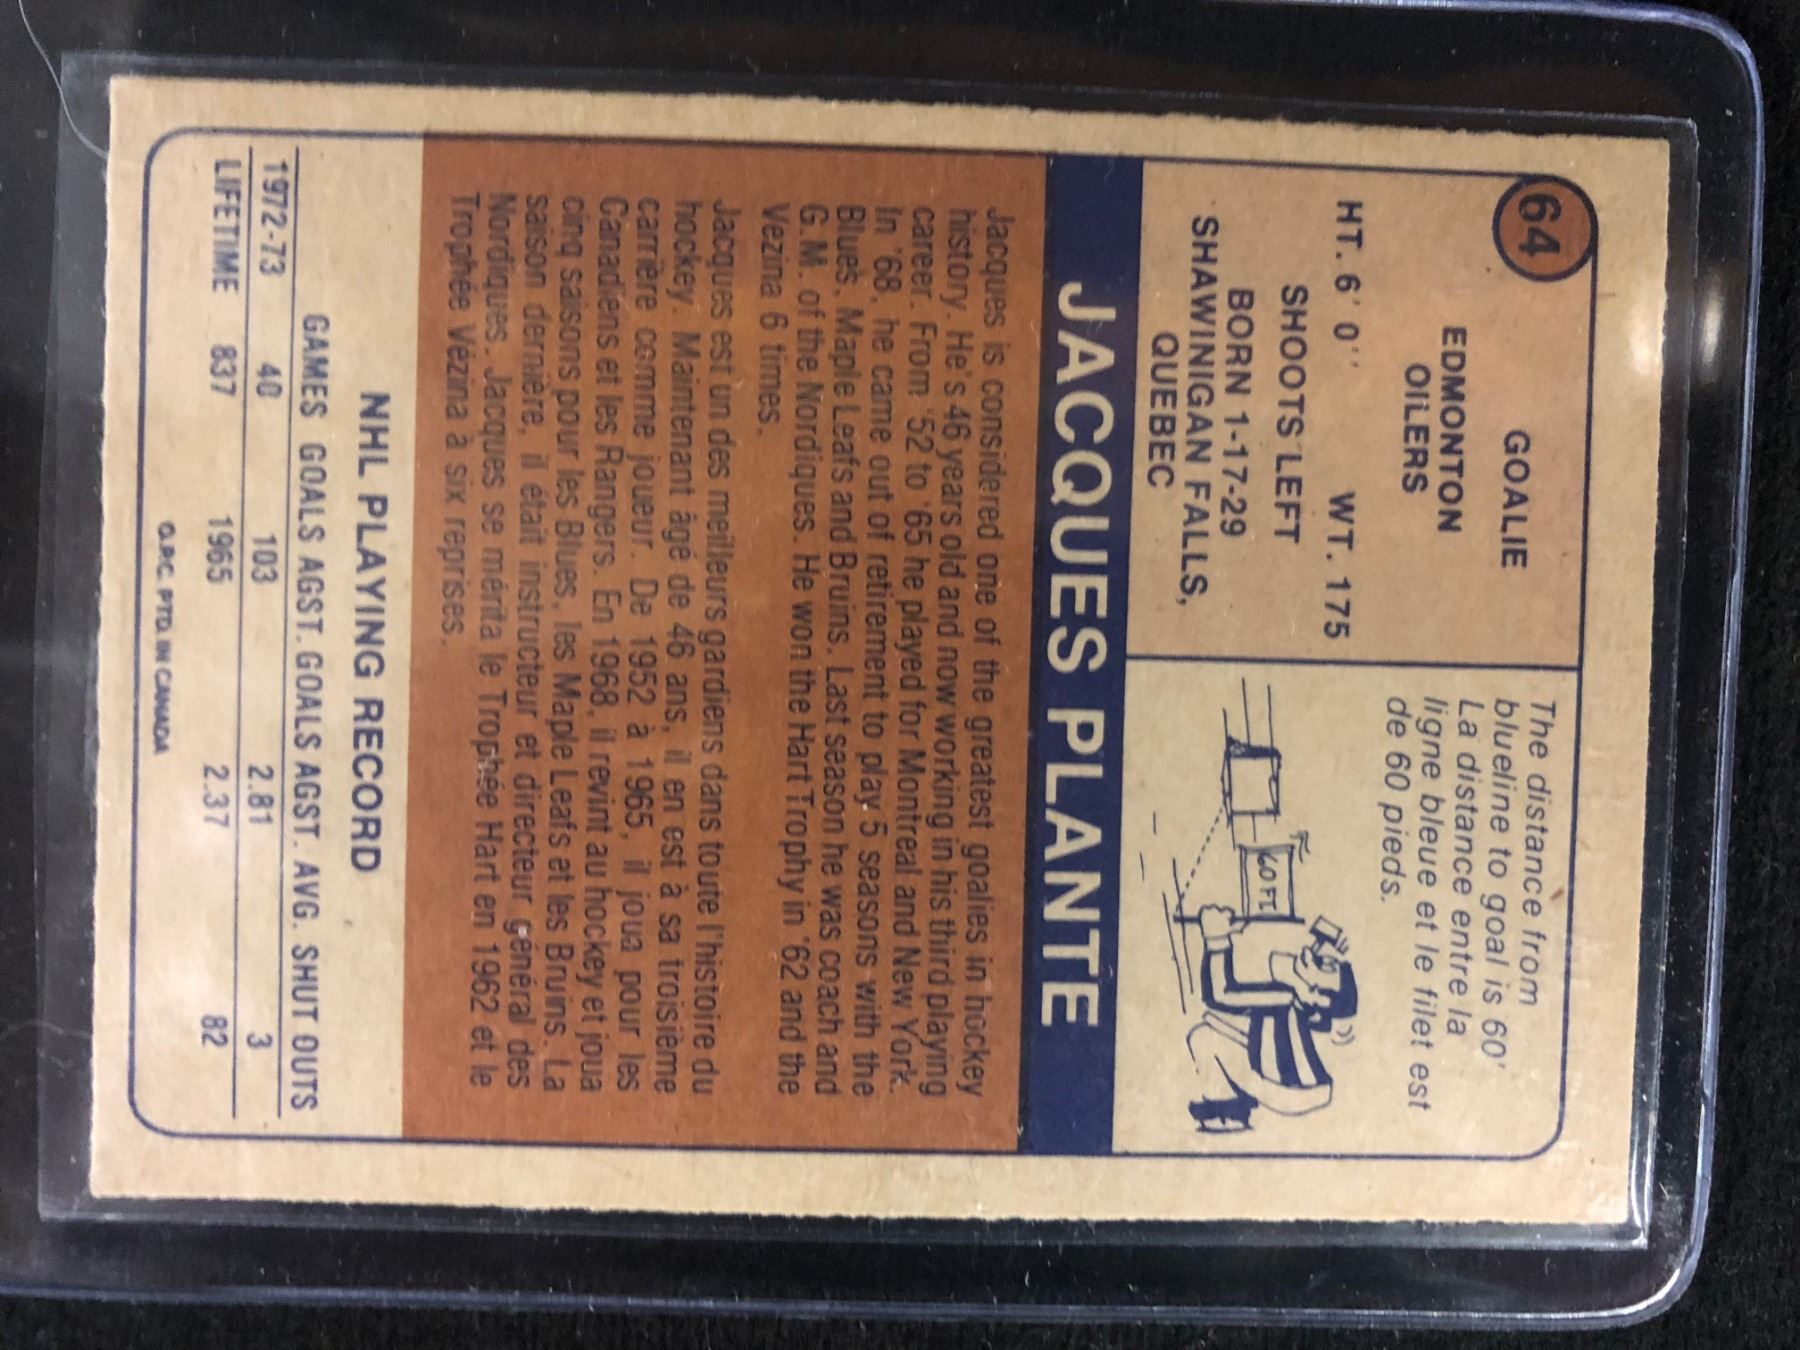 64
GOALIE
EDMONTON
OILERS
HT. 6' 0'' WT. 175
SHOOTS LEFT
BORN 1-17-29
SHAWINIGAN FALLS,
QUEBEC
The distance from
blueline to goal is 60'
La distance entre la
ligne bleue et le filet est
de 60 pieds.
60 FT
JACQUES PLANTE
Jacques is considered one of the greatest goalies in hockey
history. He's 46 years old and now working in his third playing
career. From '52 to '65 he played for Montreal and New York.
In '68, he came out of retirement to play 5 seasons with the
Blues, Maple Leafs and Bruins. Last season he was coach and
G.M. of the Nordiques. He won the Hart Trophy in '62 and the
Vezina 6 times.
Jacques est un des meilleurs gardiens dans toute l'histoire du
hockey. Maintenant âgé de 46 ans, il en est à sa troisième
carrière comme joueur. De 1952 à 1965, il joua pour les
Canadiens et les Rangers. En 1968, il revint au hockey et joua
cinq saisons pour les Blues, les Maple Leafs et les Bruins. La
saison dernière, il était instructeur et directeur général des
Nordiques. Jacques se mérita le Trophée Hart en 1962 et le
Trophée Vézina à six reprises.
NHL PLAYING RECORD
GAMES GOALS AGST. GOALS AGST. AVG. SHUT OUTS
1972-73 40 103 2.81 3
LIFETIME 837 1965 2.37 82
O.P.C. PTD. IN CANADA